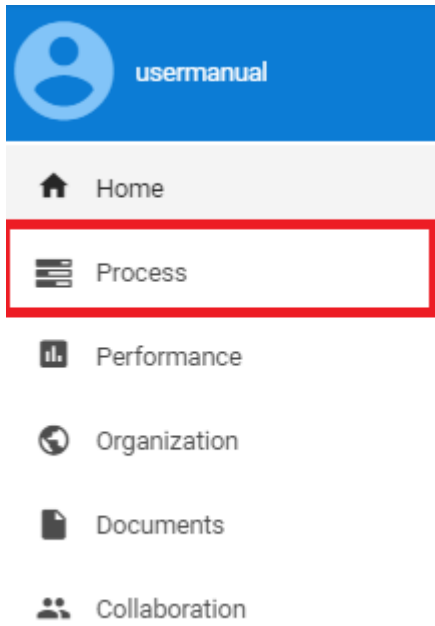 usermanual
Home
Process
Performance
Organization
Documents
Collaboration